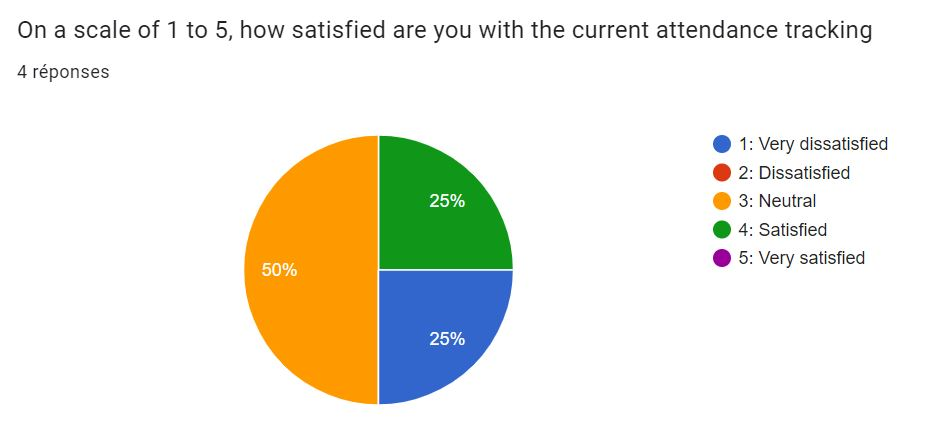 On a scale of 1 to 5, how satisfied are you with the current attendance tracking
4 réponses
25%
50%
25%
1: Very dissatisfied
2: Dissatisfied
3: Neutral
4: Satisfied
5: Very satisfied